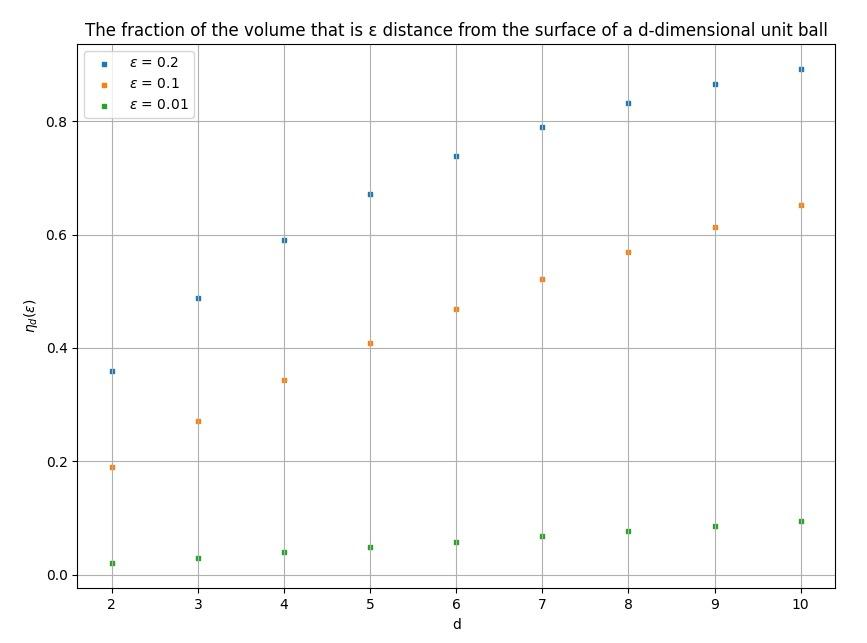 The fraction of the volume that is ε distance from the surface of a d-dimensional unit ball
ε = 0.2
ε = 0.1
ε = 0.01
0.8
0.6
0.4
0.2
0.0
η_d(ε)
2 3 4 5 6 7 8 9 10
d